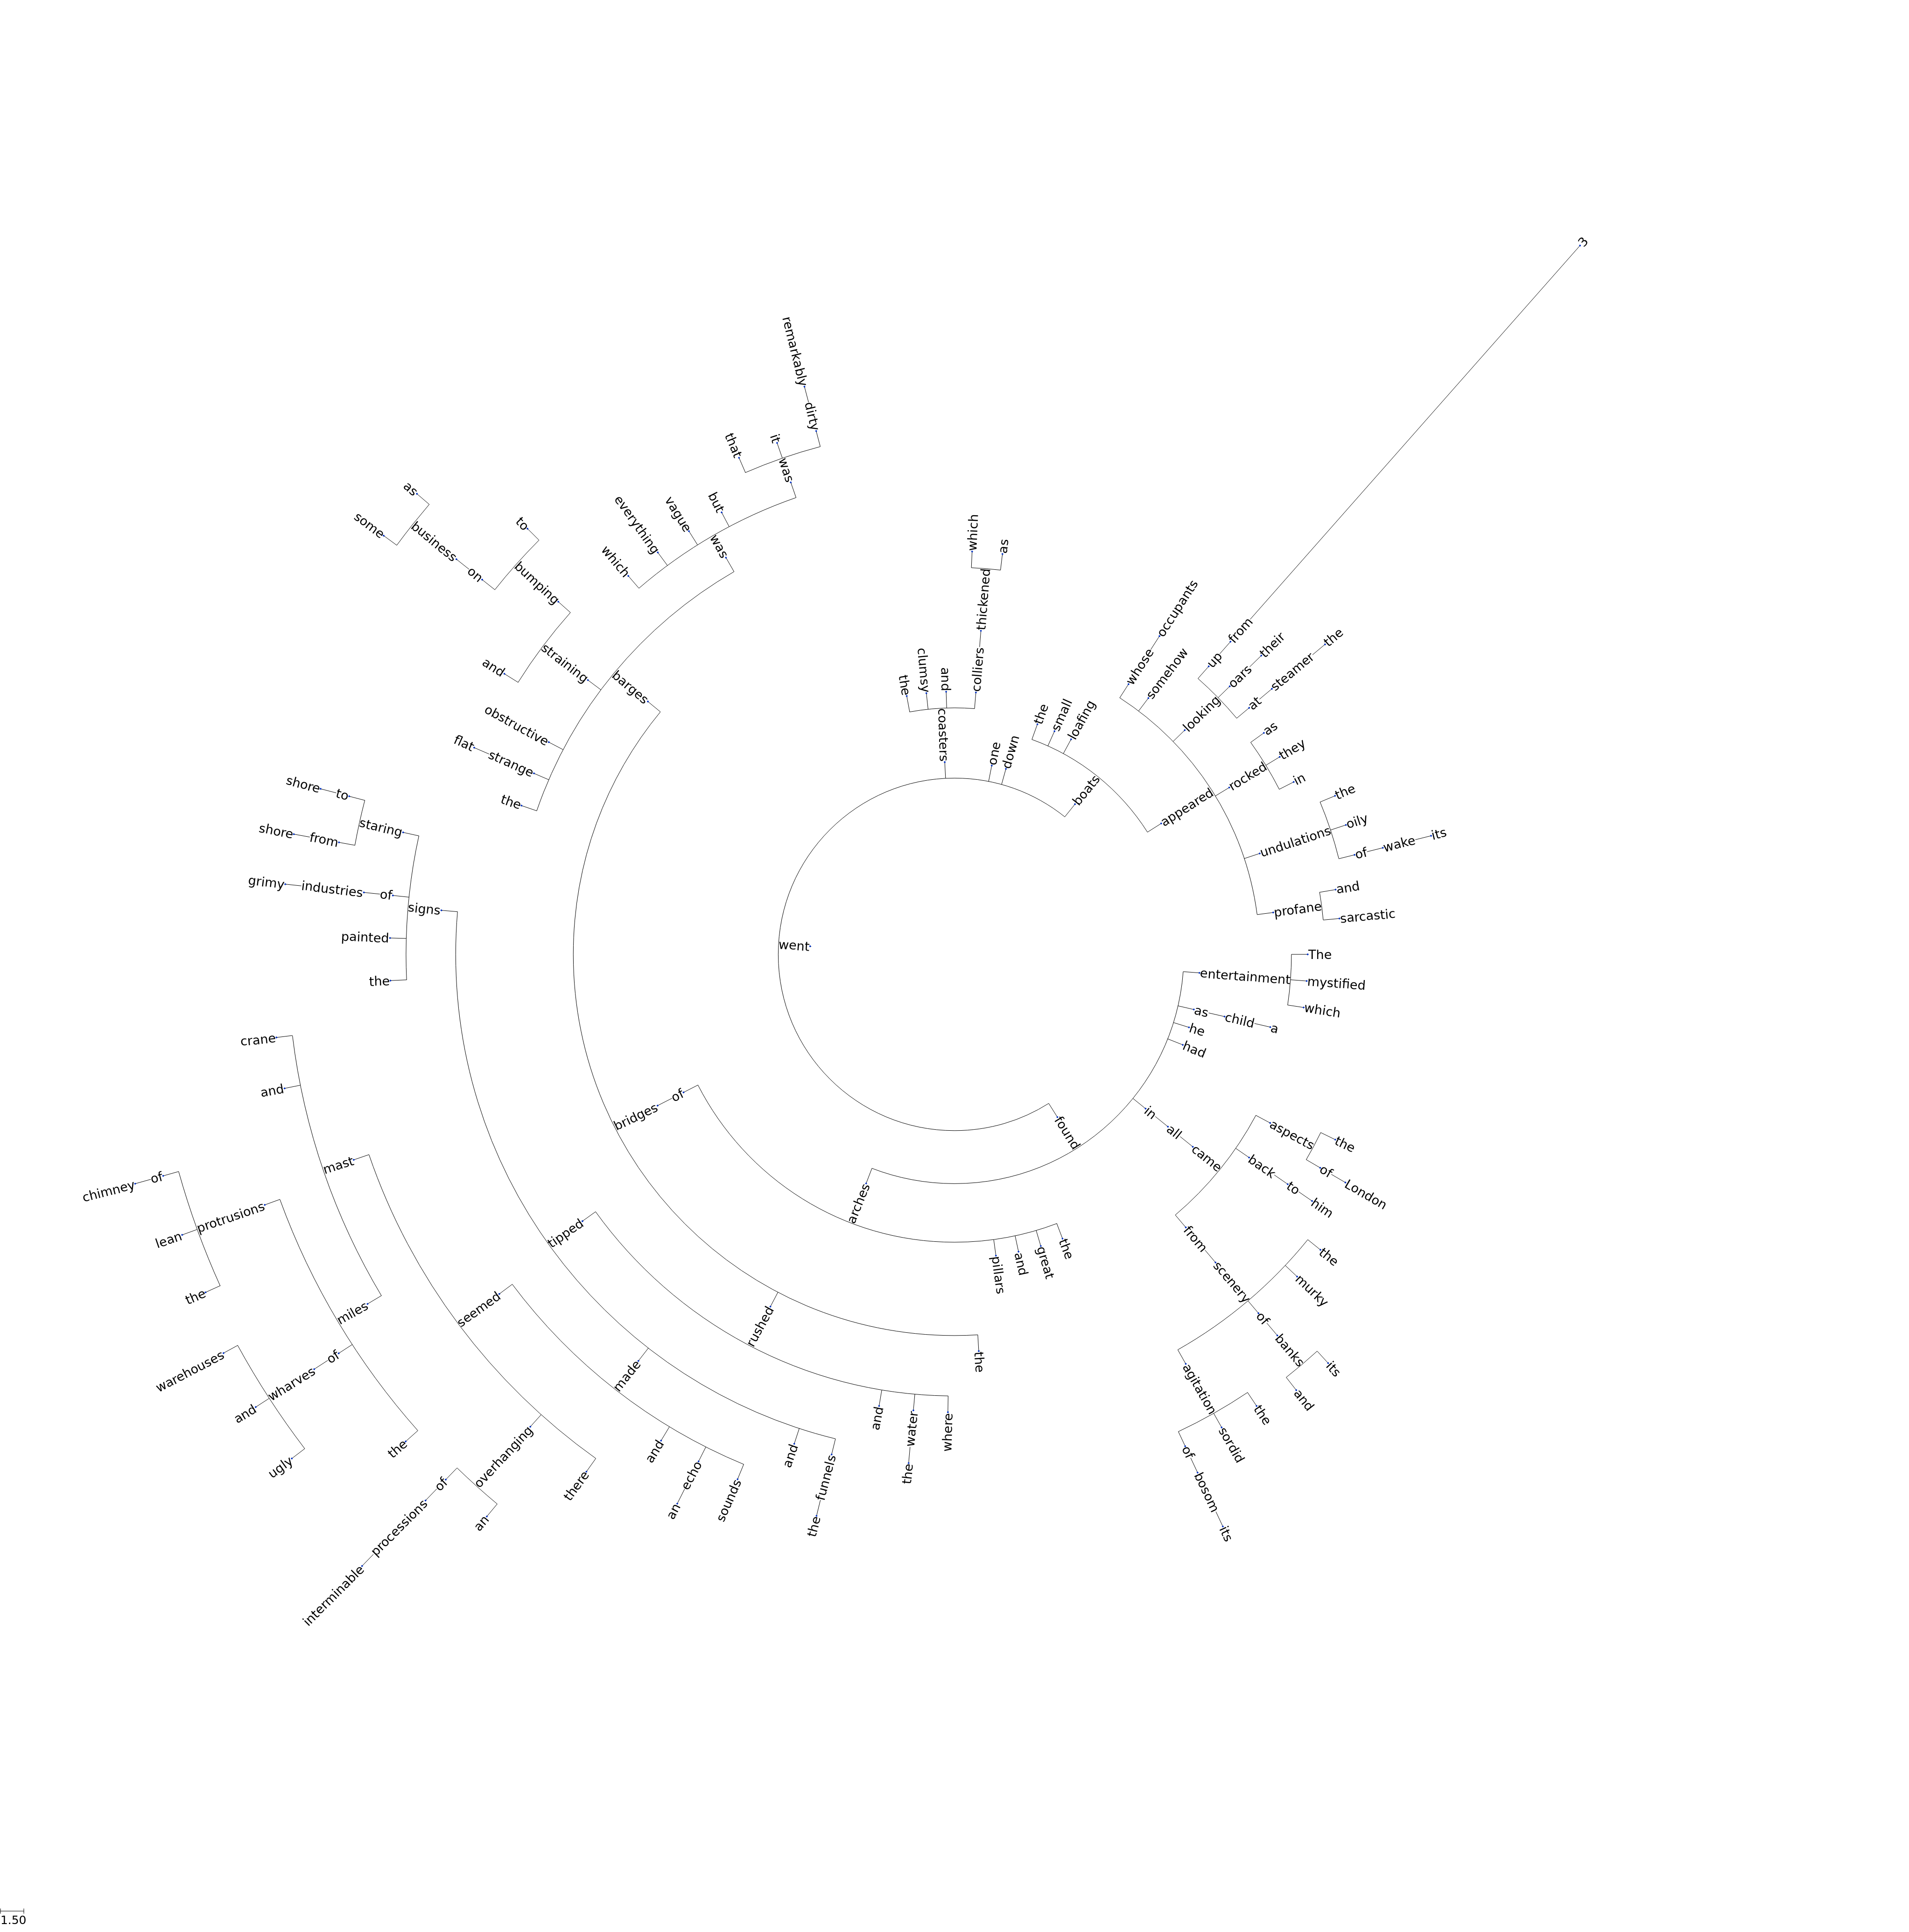 3
from
up
their
oars
the
steamer
at
looking
somehow
occupants
whose
as
they
in
rocked
the
oily
its
wake
of
undulations
and
sarcastic
profane
appeared
the
small
loafing
boats
down
one
which
as
thickened
colliers
and
clumsy
the
coasters
went
The
mystified
which
entertainment
a
child
as
he
had
in
all
came
the
London
of
aspects
him
to
back
from
scenery
the
murky
its
and
banks
of
the
sordid
its
bosom
of
agitation
found
arches
the
great
and
pillars
of
bridges
the
rushed
where
water
the
and
tipped
funnels
the
and
made
sounds
echo
an
and
seemed
there
overhanging
an
of
processions
interminable
mast
miles
the
of
wharves
ugly
and
warehouses
protrusions
the
lean
of
chimney
and
crane
signs
the
painted
of
industries
grimy
staring
from
shore
to
shore
barges
the
strange
flat
obstructive
straining
and
bumping
on
business
some
as
to
was
which
everything
vague
but
was
that
it
dirty
remarkably
1.50